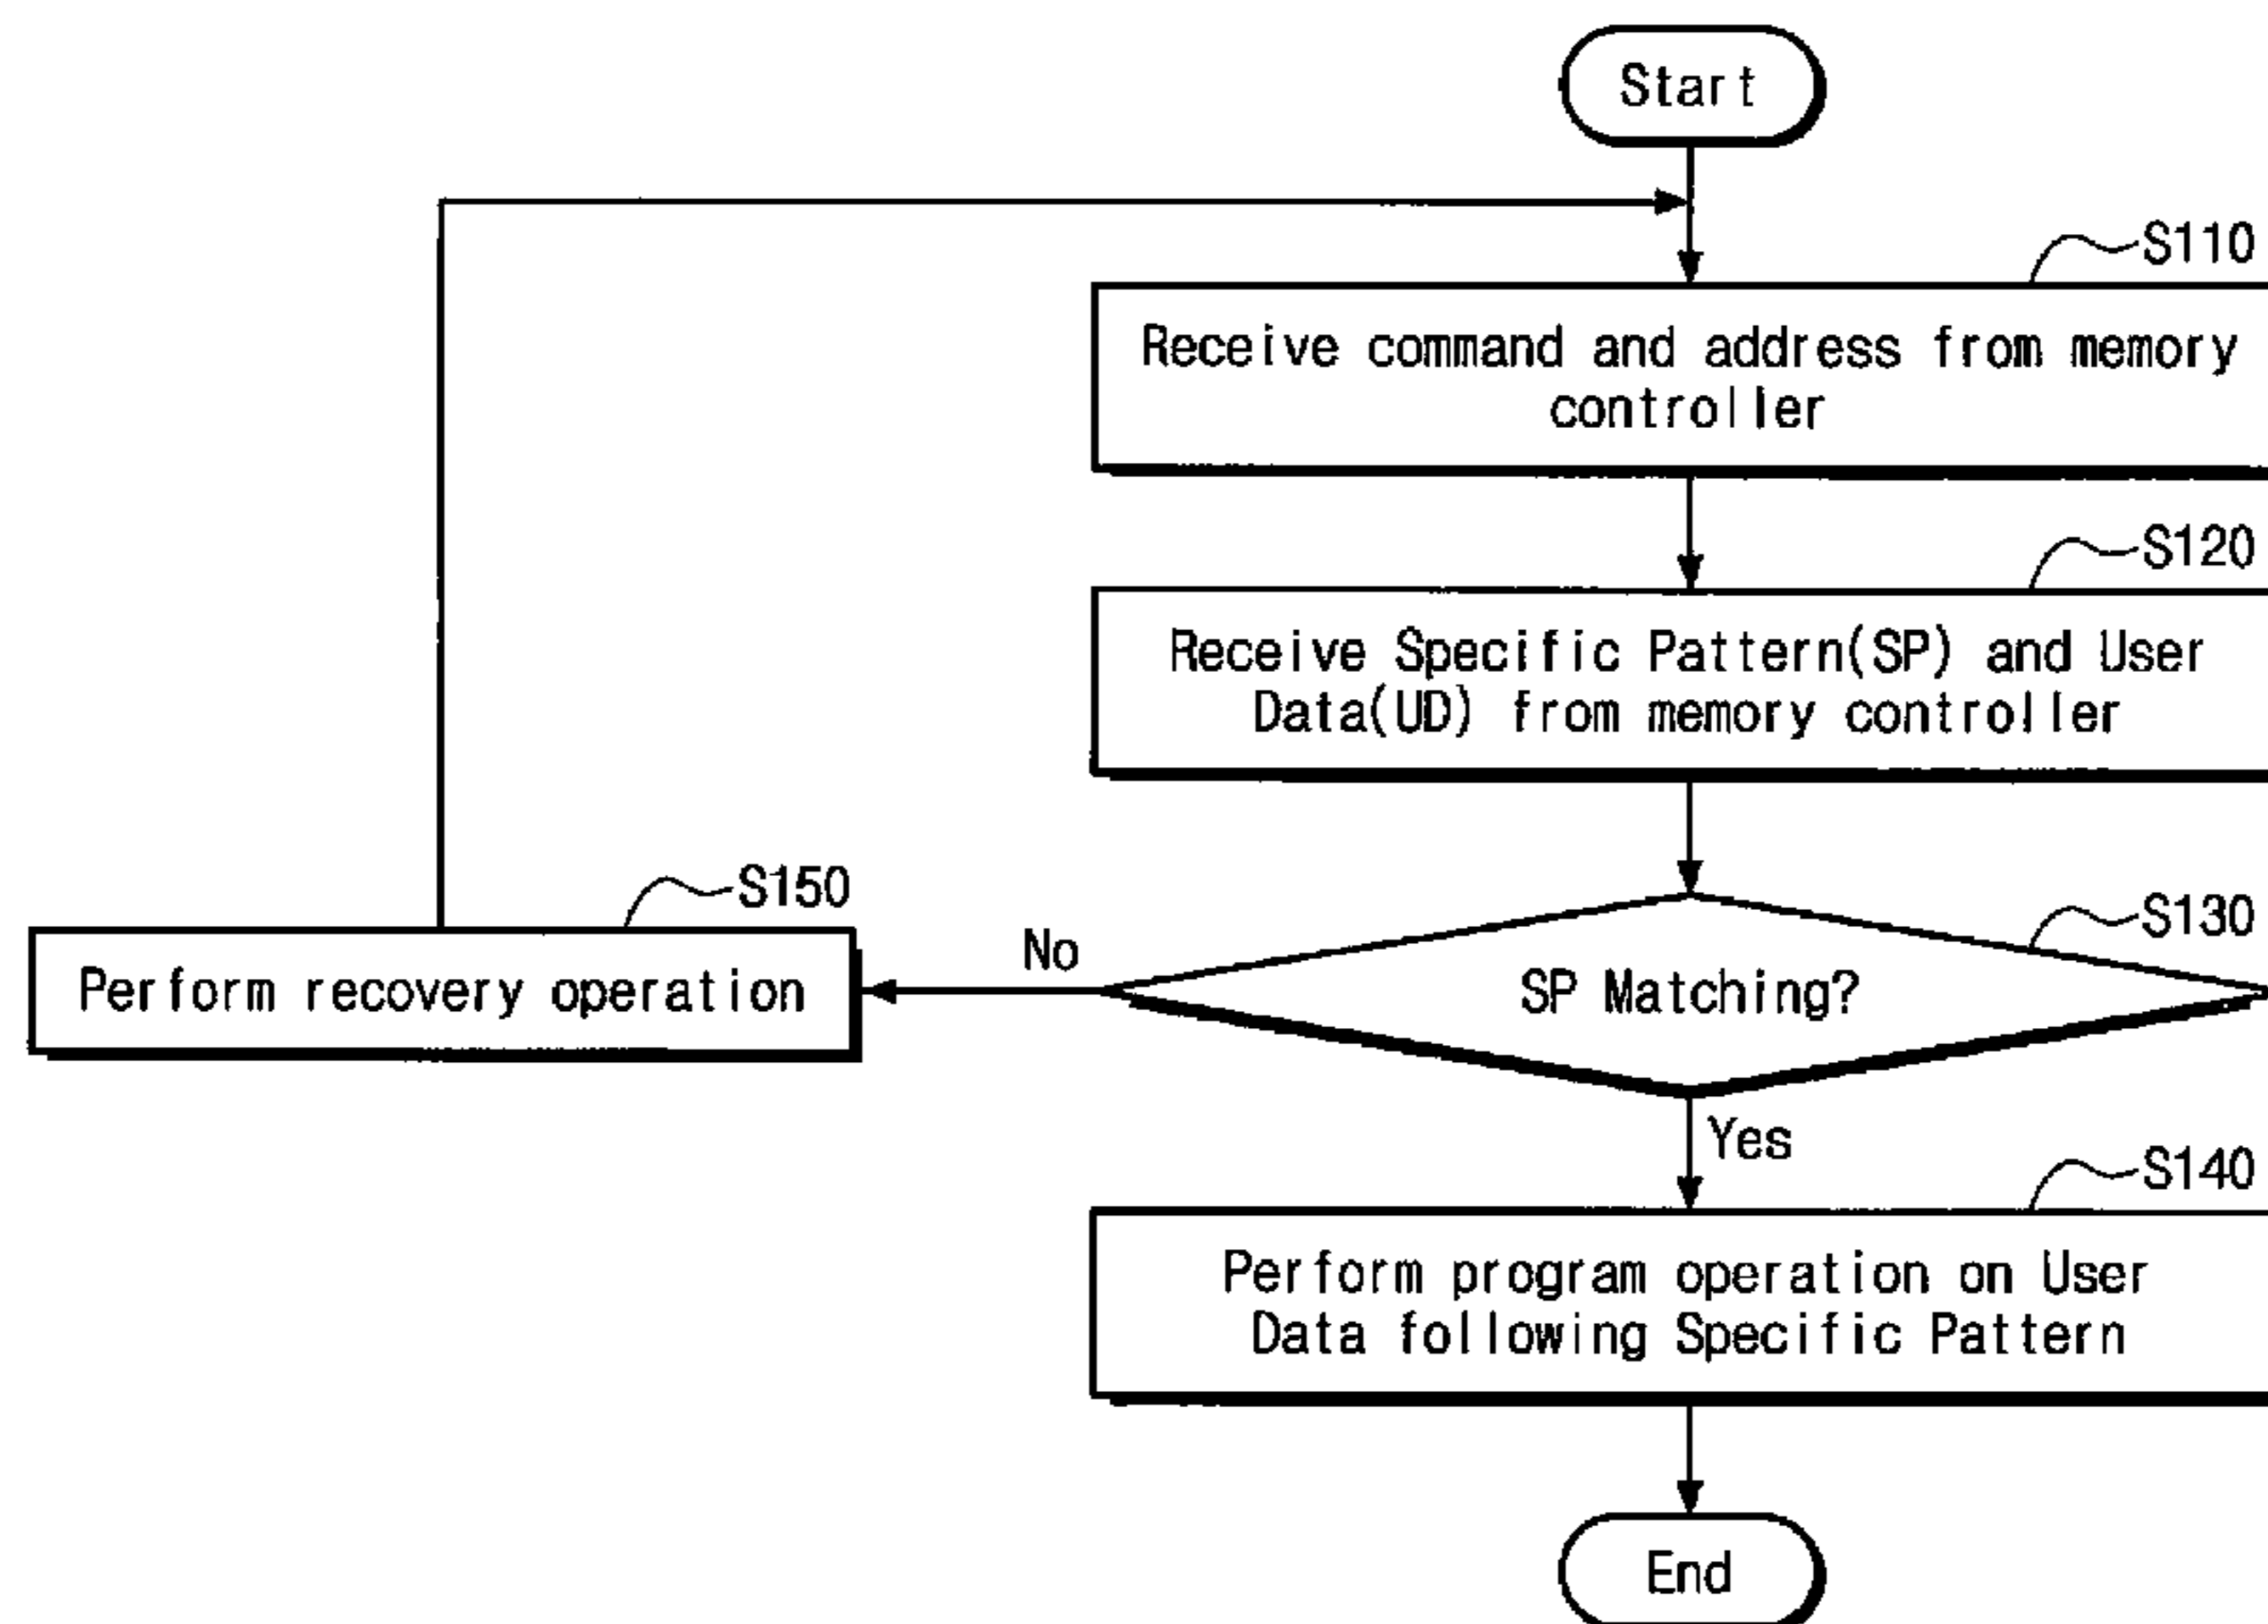 Start
S110
Receive command and address from memory
controller
S120
Receive Specific Pattern(SP) and User
Data(UD) from memory controller
S150
S130
Perform recovery operation
No
SP Matching?
Yes
S140
Perform program operation on User
Data following Specific Pattern
End